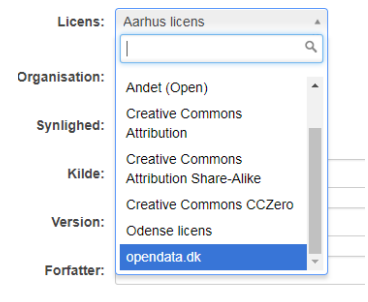 Licens:
Aarhus licens
Organisation:
Andet (Open)
Creative Commons
Attribution
Synlighed:
Creative Commons
Attribution Share-Alike
Kilde:
Creative Commons CCZero
Version:
Odense licens
opendata.dk
Forfatter: